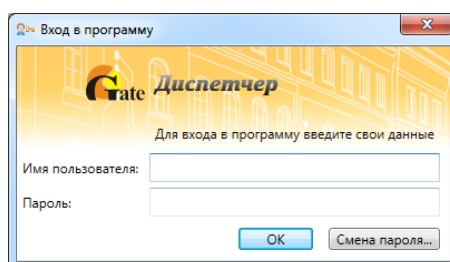 Вход в программу
Gate Диспетчер
Для входа в программу введите свои данные
Имя пользователя:
Пароль:
OK Смена пароля...